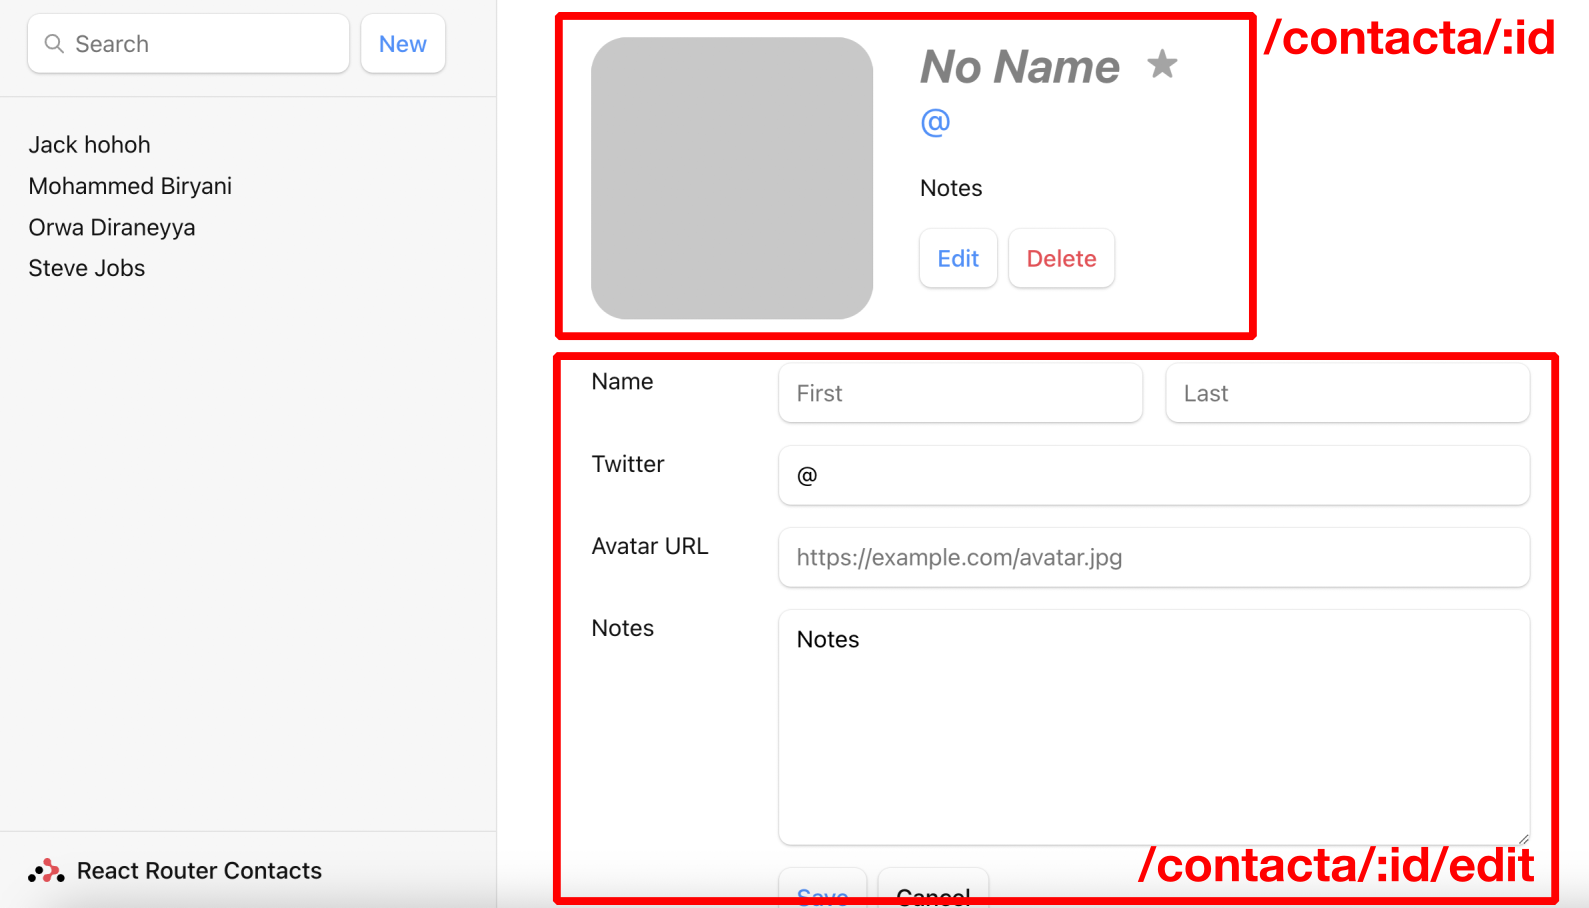 Search
New
Jack hohoh
Mohammed Biryani
Orwa Diraneyya
Steve Jobs
React Router Contacts
/contacta/:id
No Name ★
@
Notes
Edit Delete
Name First Last
Twitter @
Avatar URL https://example.com/avatar.jpg
Notes Notes
/contacta/:id/edit
Save Cancel